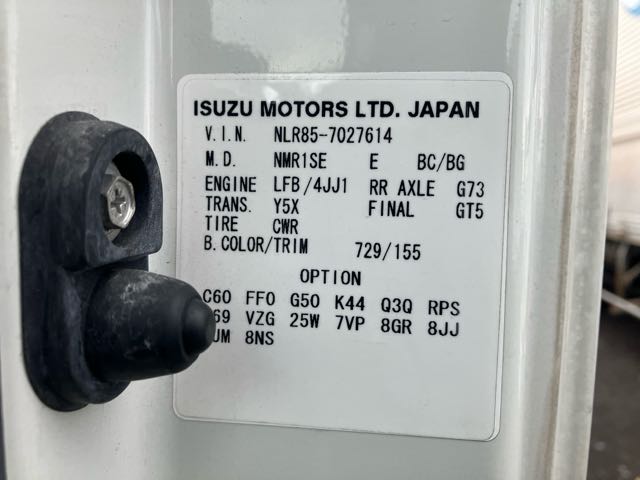 ISUZU MOTORS LTD. JAPAN
V.I.N. NLR85-7027614
M.D. NMR1SE E BC/BG
ENGINE LFB/4JJ1 RR AXLE G73
TRANS. Y5X FINAL GT5
TIRE CWR
B.COLOR/TRIM 729/155
OPTION
C60 FF0 G50 K44 Q3Q RPS
VZG 25W 7VP 8GR 8JJ
8NS